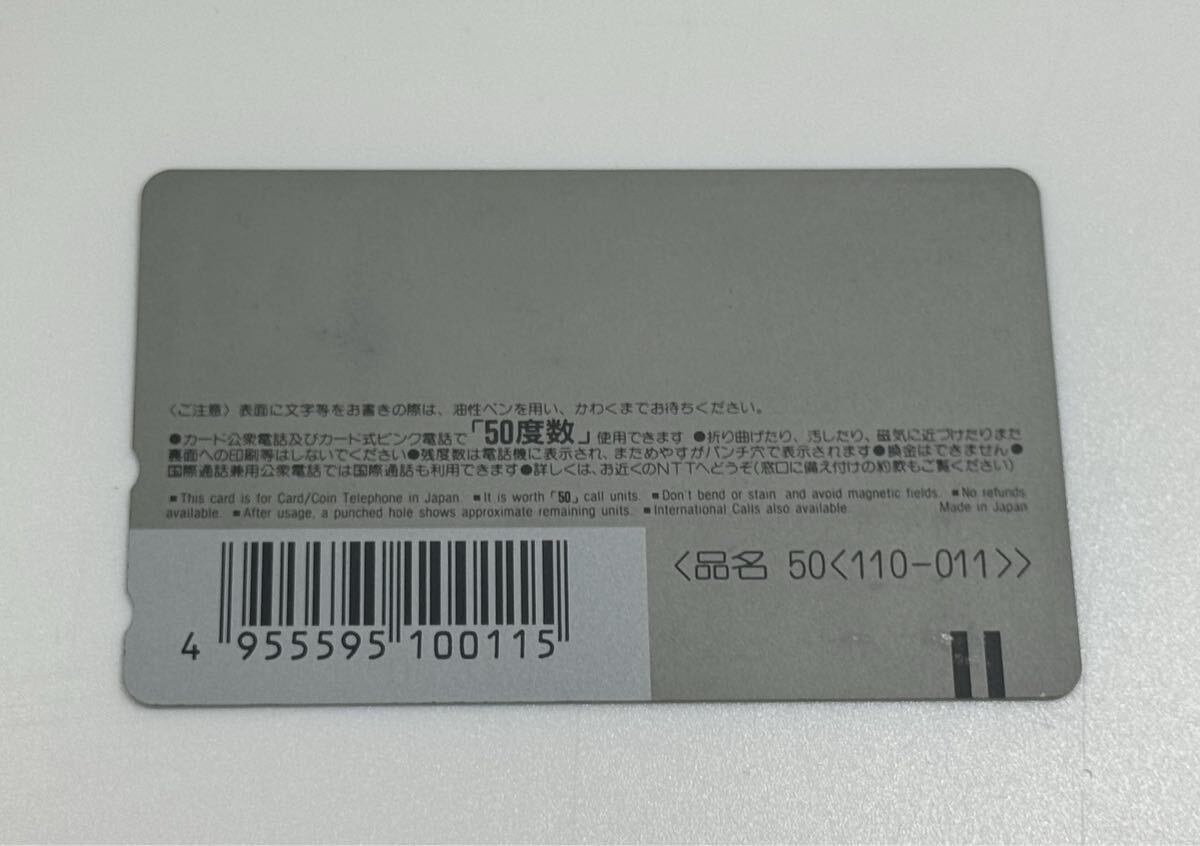 〈ご注意〉表面に文字等をお書きの際は、油性ペンを用い、かわくまでお待ちください。
●カード公衆電話及びカード式ピンク電話で「50度数」使用できます ●折り曲げたり、汚したり、磁気に近づけたりまた
裏面への印刷等はしないでください●残度数は電話機に表示され、まためやすがパンチ穴で表示されます●換金はできません●
国際通話兼用公衆電話では国際通話も利用できます●詳しくは、お近くのNTTへどうぞ(窓口に備え付けの約款もご覧ください)
■This card is for Card/Coin Telephone in Japan. ■It is worth「50」call units. ■Don't bend or stain and avoid magnetic fields. ■No refunds
available. ■After usage, a punched hole shows approximate remaining units. ■International Calls also available. Made in Japan
〈品名 50〈110-011〉〉
4 955595 100115